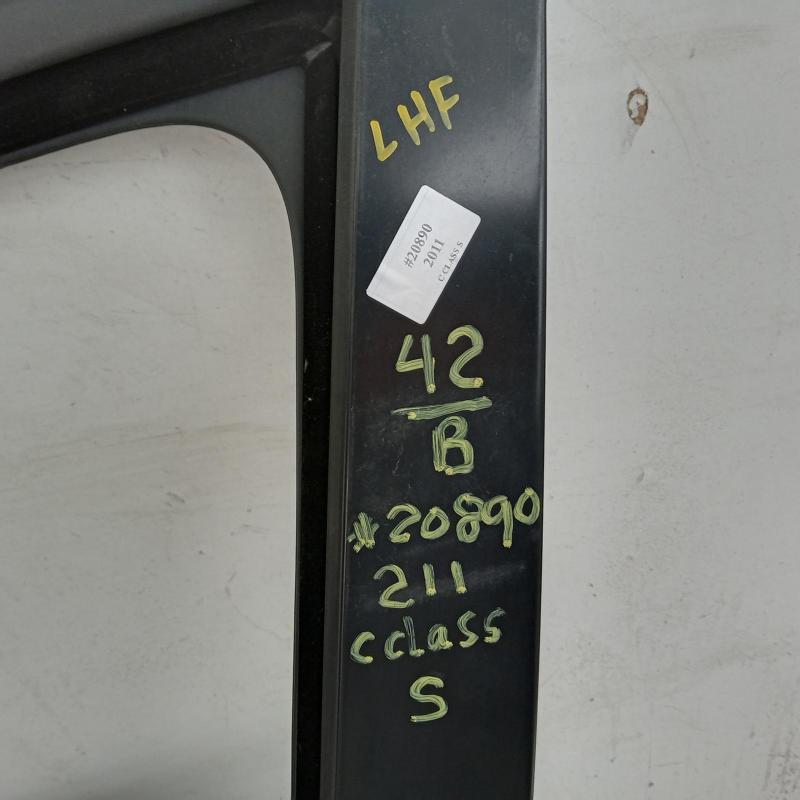 LHF
#20890
2011
C CLASS S
42
B
#20890
211
cclass
S